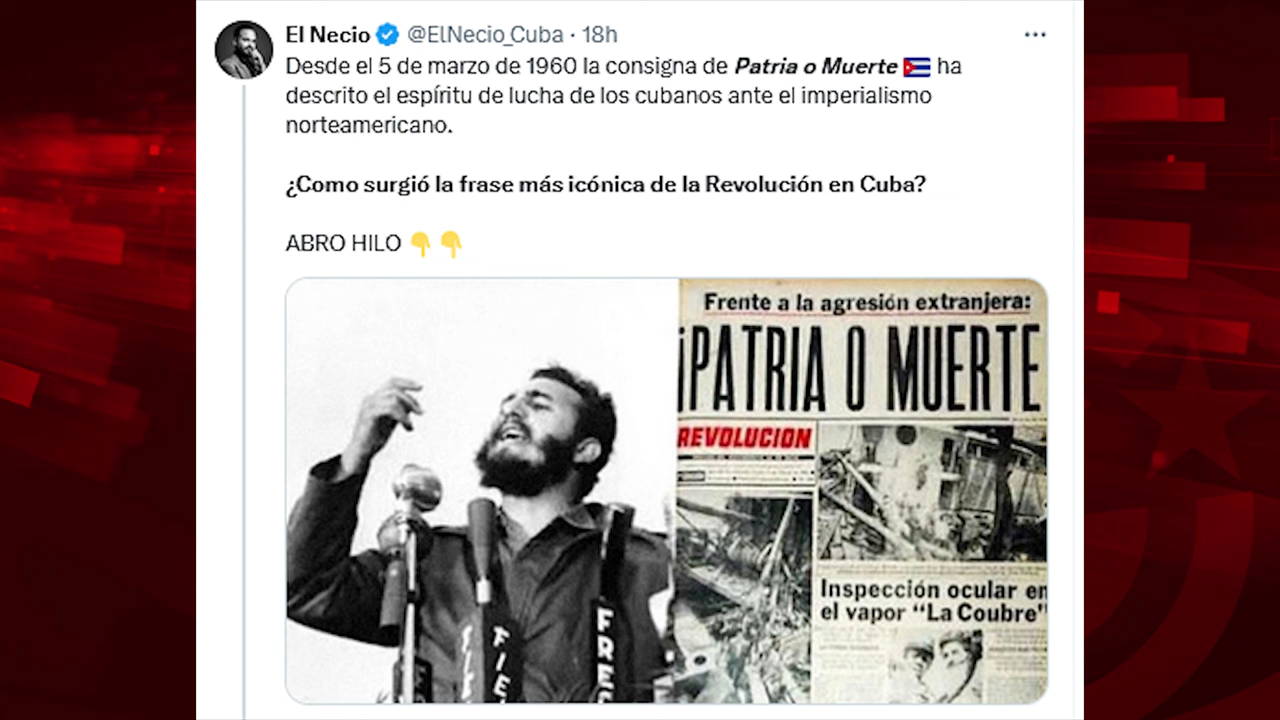 El Necio @ElNecio_Cuba · 18h
Desde el 5 de marzo de 1960 la consigna de Patria o Muerte 🇨🇺 ha
descrito el espíritu de lucha de los cubanos ante el imperialismo
norteamericano.
¿Como surgió la frase más icónica de la Revolución en Cuba?
ABRO HILO 👇👇
Frente a la agresión extranjera:
¡PATRIA O MUERTE
REVOLUCION
Inspección ocular en
el vapor "La Coubre"